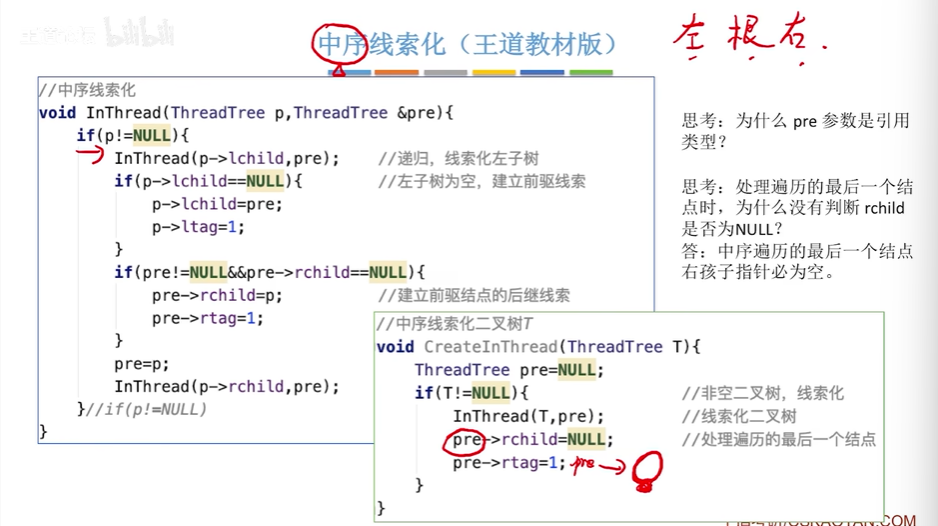 中序线索化（王道教材版）
左 根 右.
//中序线索化
void InThread(ThreadTree p,ThreadTree &pre){
if(p!=NULL){
InThread(p->lchild,pre); //递归，线索化左子树
if(p->lchild==NULL){ //左子树为空，建立前驱线索
p->lchild=pre;
p->ltag=1;
}
if(pre!=NULL&&pre->rchild==NULL){
pre->rchild=p; //建立前驱结点的后继线索
pre->rtag=1;
}
pre=p;
InThread(p->rchild,pre);
}//if(p!=NULL)
}
//中序线索化二叉树T
void CreateInThread(ThreadTree T){
ThreadTree pre=NULL;
if(T!=NULL){ //非空二叉树，线索化
InThread(T,pre); //线索化二叉树
pre->rchild=NULL; //处理遍历的最后一个结点
pre->rtag=1; pre
}
}
思考：为什么 pre 参数是引用
类型？
思考：处理遍历的最后一个结
点时，为什么没有判断 rchild
是否为NULL？
答：中序遍历的最后一个结点
右孩子指针必为空。
bilibili